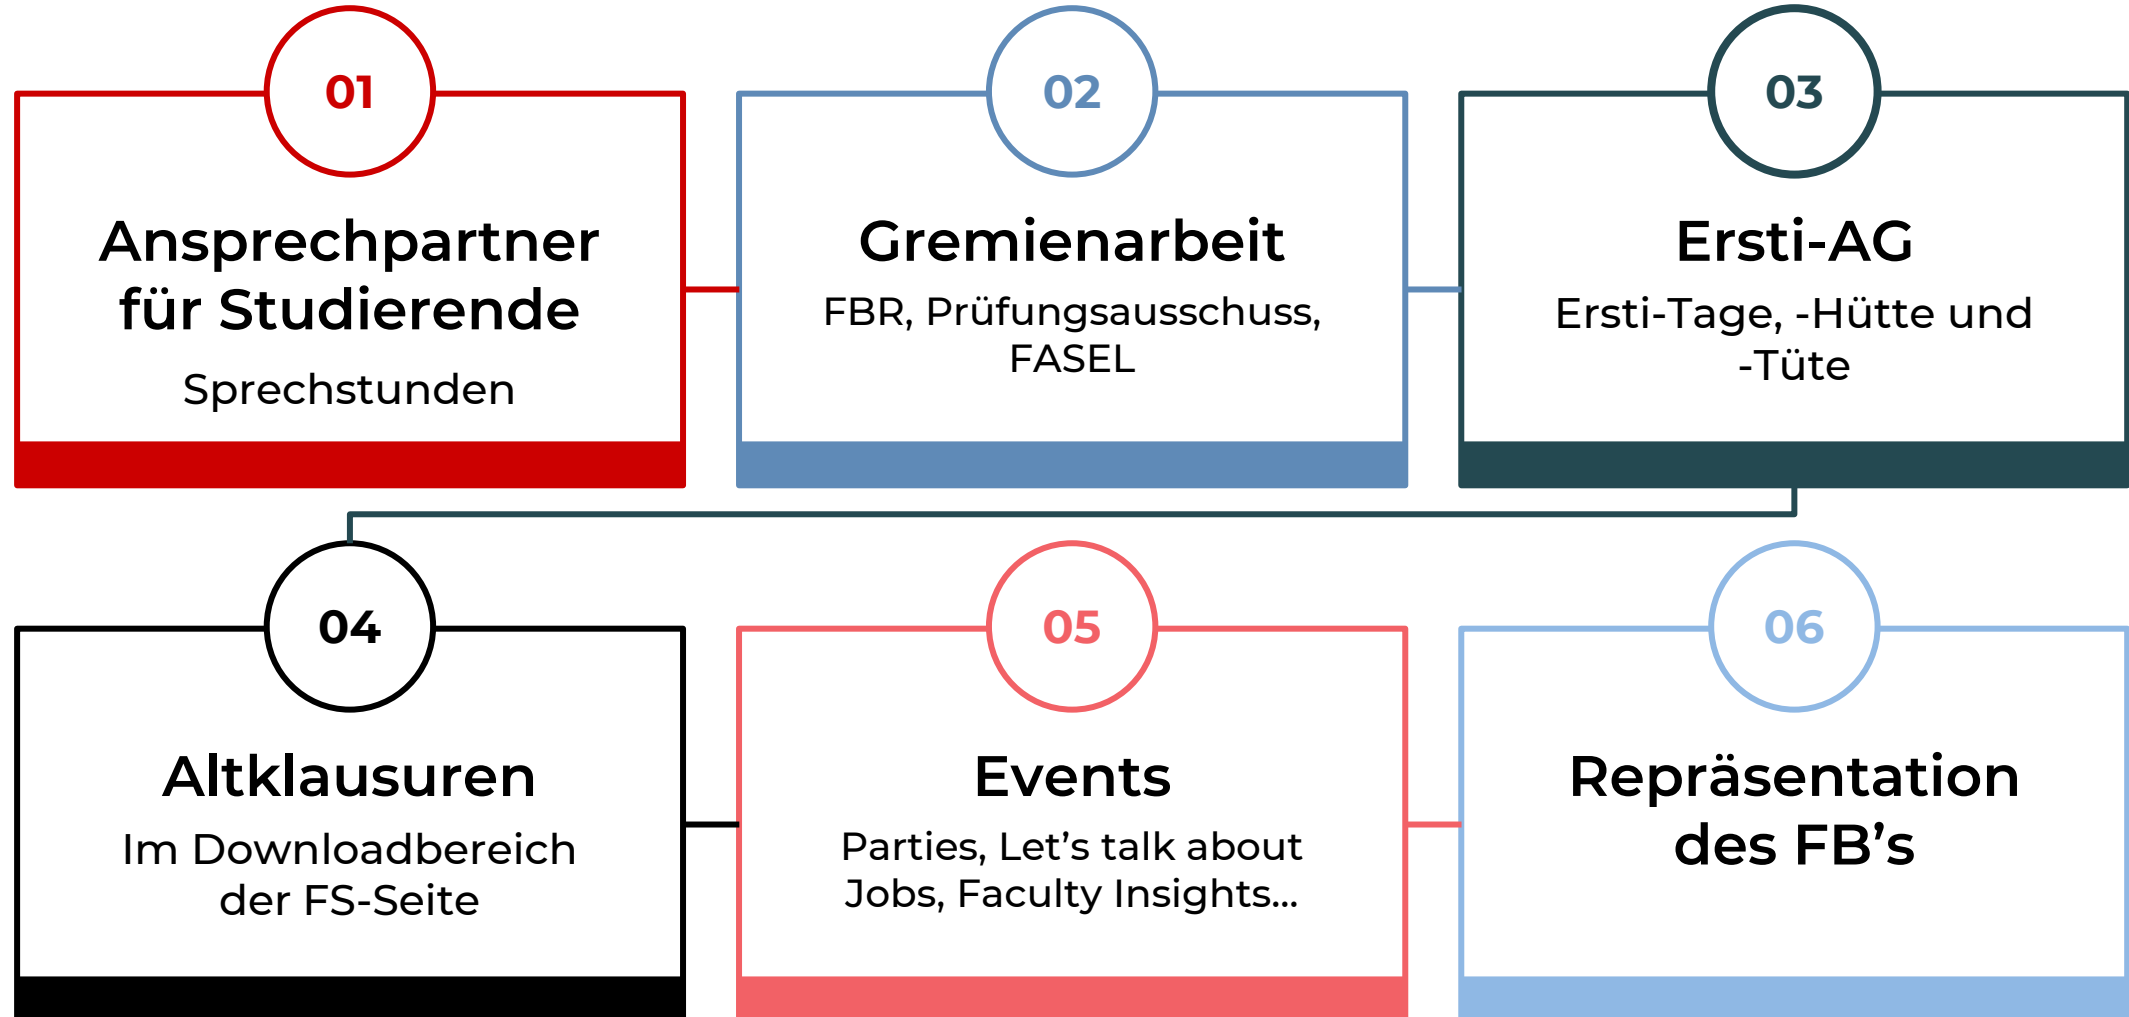 01
Ansprechpartner
für Studierende
Sprechstunden
02
Gremienarbeit
FBR, Prüfungsausschuss,
FASEL
03
Ersti-AG
Ersti-Tage, -Hütte und
-Tüte
04
Altklausuren
Im Downloadbereich
der FS-Seite
05
Events
Parties, Let’s talk about
Jobs, Faculty Insights...
06
Repräsentation
des FB’s